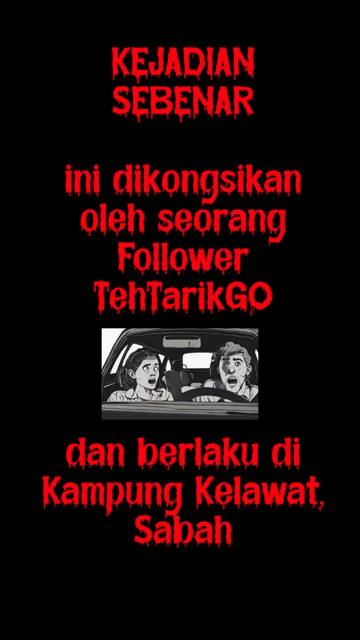 KEJADIAN
SEBENAR
ini dikongsikan
oleh seorang
Follower
TehTarikGO
dan berlaku di
Kampung Kelawat,
Sabah